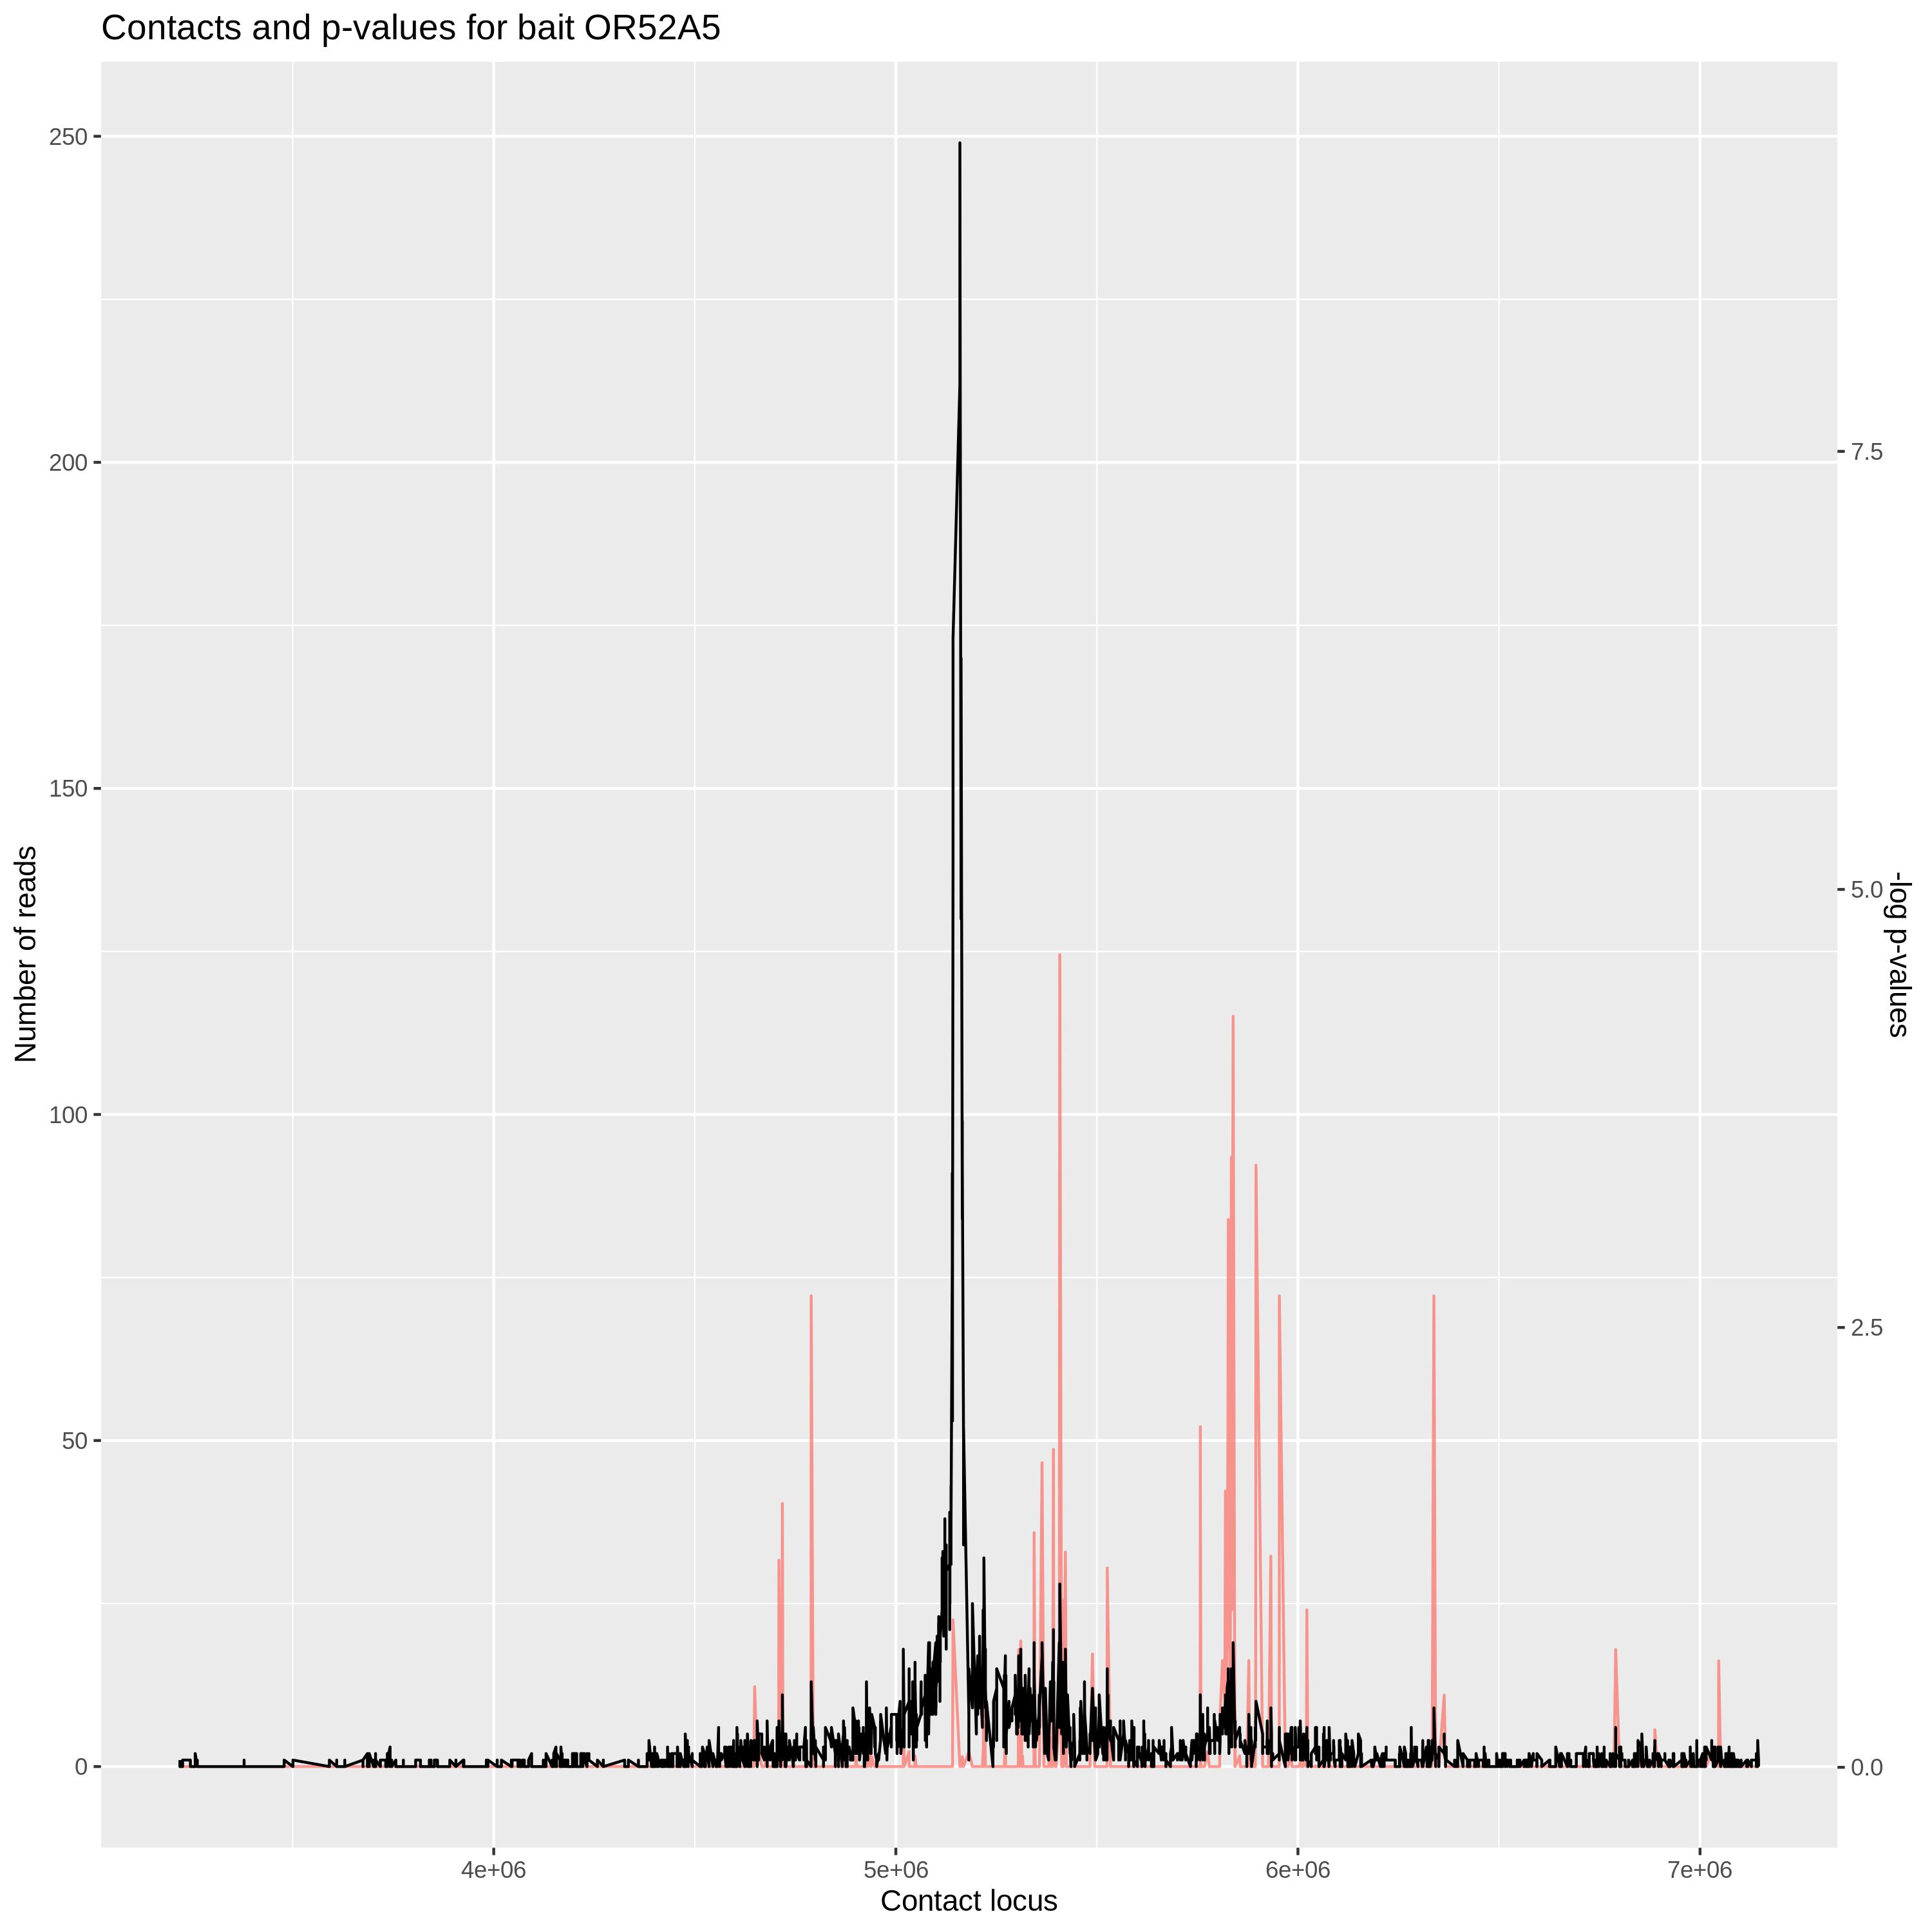 Contacts and p-values for bait OR52A5
250
200
150
100
50
0
Number of reads
7.5
5.0
2.5
0.0
-log p-values
4e+06
5e+06
6e+06
7e+06
Contact locus